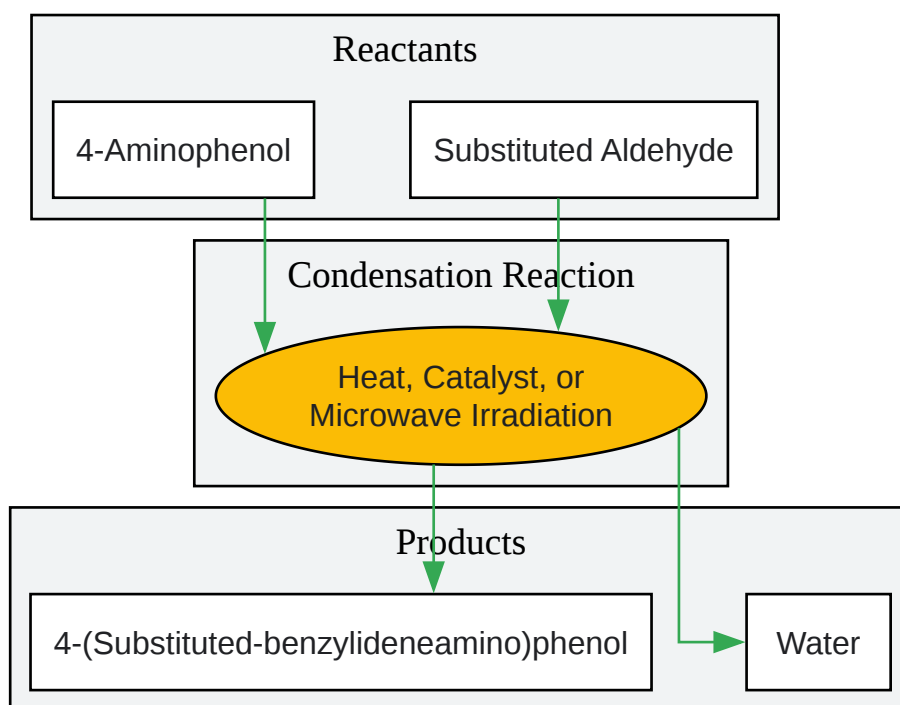 Reactants
4-Aminophenol
Substituted Aldehyde
Condensation Reaction
Heat, Catalyst, or
Microwave Irradiation
Products
4-(Substituted-benzylideneamino)phenol
Water